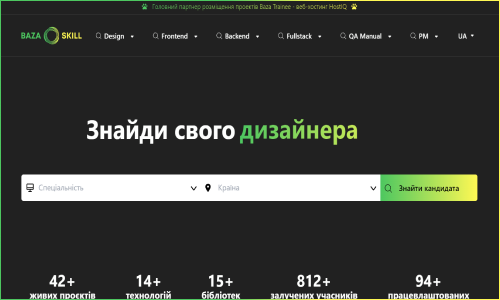 Головний партнер розміщення проєктів Baza Trainee - веб-хостинг HostiQ
BAZA SKILL Design Frontend Backend Fullstack QA Manual PM UA
Знайди свого дизайнера
Спеціальність Країна Знайти кандидата
42+ 14+ 15+ 812+ 94+
живих проєктів технологій бібліотек залучених учасників працевлаштованих